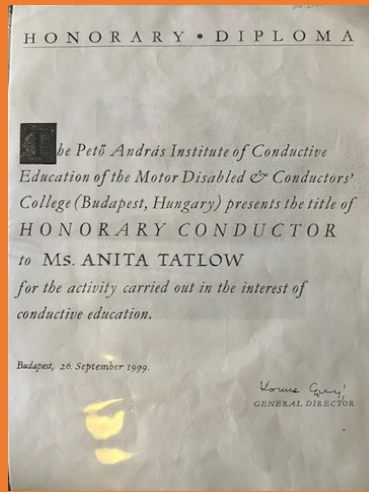 HONORARY • DIPLOMA
The Pető András Institute of Conductive
Education of the Motor Disabled & Conductors'
College (Budapest, Hungary) presents the title of
HONORARY CONDUCTOR
to Ms. ANITA TATLOW
for the activity carried out in the interest of
conductive education.
Budapest, 26. September 1999.
GENERAL DIRECTOR